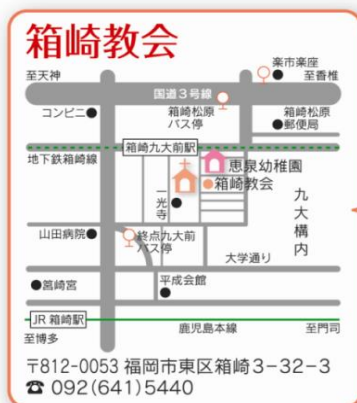 箱崎教会
楽市楽座
至天神
至香椎
国道3号線
コンビニ
箱崎松原
バス停
箱崎松原
郵便局
箱崎九大前駅
地下鉄箱崎線
恵泉幼稚園
箱崎教会
一光寺
九大構内
山田病院
終点九大前
バス停
大学通り
筥崎宮
平成会館
JR 箱崎駅
鹿児島本線
至博多
至門司
〒812-0053 福岡市東区箱崎3-32-3
☎ 092(641)5440